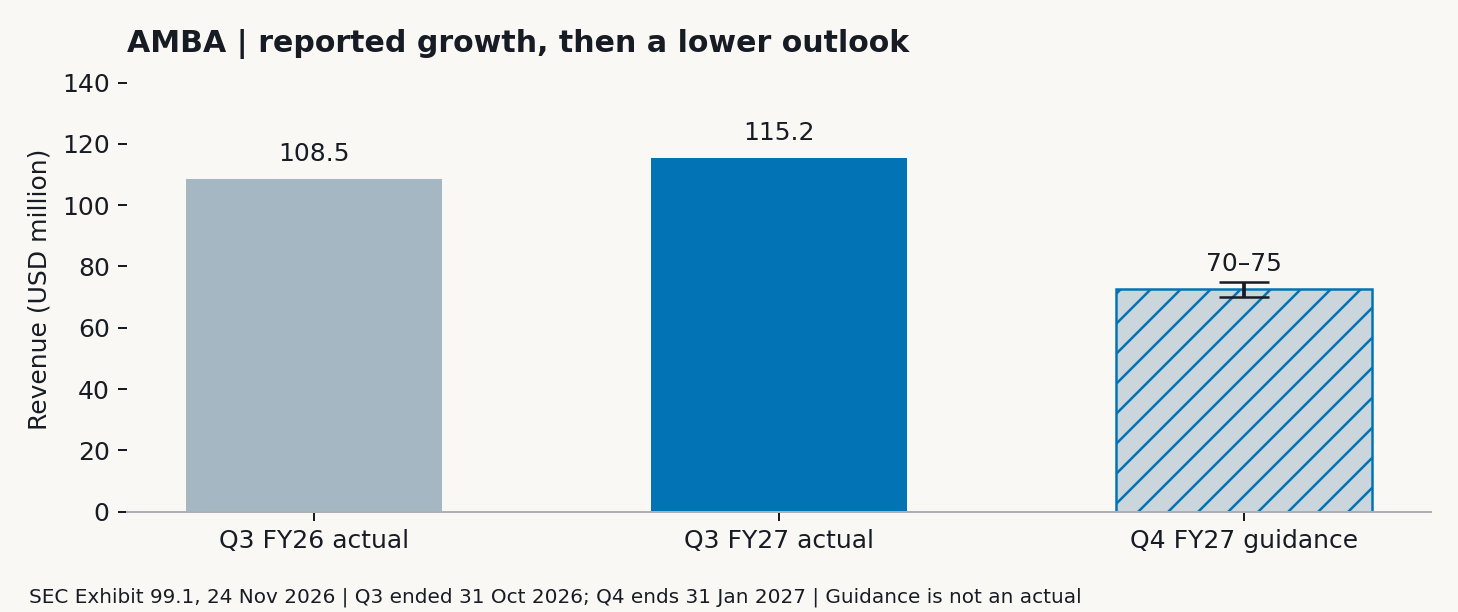 AMBA | reported growth, then a lower outlook
Revenue (USD million)
140
120
100
80
60
40
20
0
108.5
115.2
70–75
Q3 FY26 actual
Q3 FY27 actual
Q4 FY27 guidance
SEC Exhibit 99.1, 24 Nov 2026 | Q3 ended 31 Oct 2026; Q4 ends 31 Jan 2027 | Guidance is not an actual